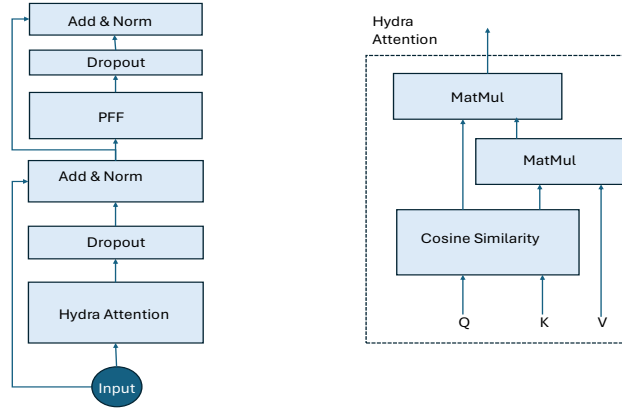 Add & Norm
Dropout
PFF
Add & Norm
Dropout
Hydra Attention
Input
Hydra
Attention
MatMul
MatMul
Cosine Similarity
Q K V